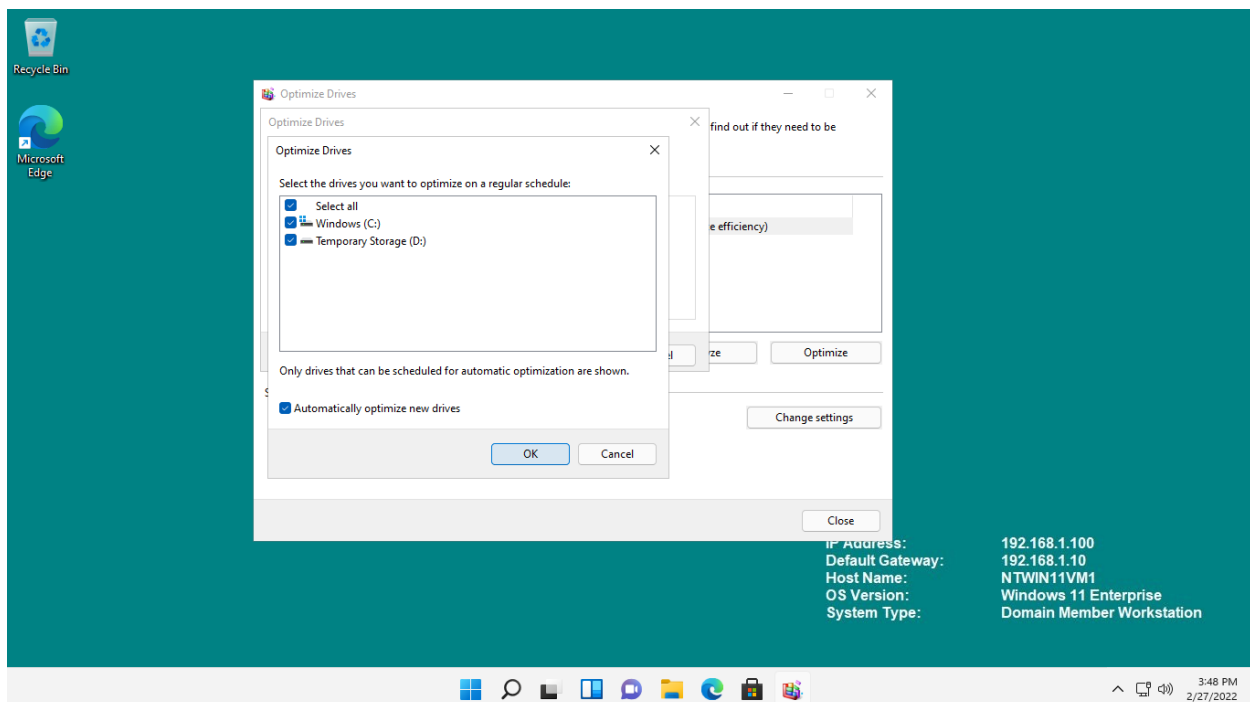 Recycle Bin
Microsoft
Edge
Optimize Drives
Optimize Drives
find out if they need to be
Optimize Drives
Select the drives you want to optimize on a regular schedule:
Select all
Windows (C:)
Temporary Storage (D:)
e efficiency)
Optimize
Only drives that can be scheduled for automatic optimization are shown.
Automatically optimize new drives
Change settings
OK
Cancel
Close
IP Address: 192.168.1.100
Default Gateway: 192.168.1.10
Host Name: NTWIN11VM1
OS Version: Windows 11 Enterprise
System Type: Domain Member Workstation
3:48 PM
2/27/2022